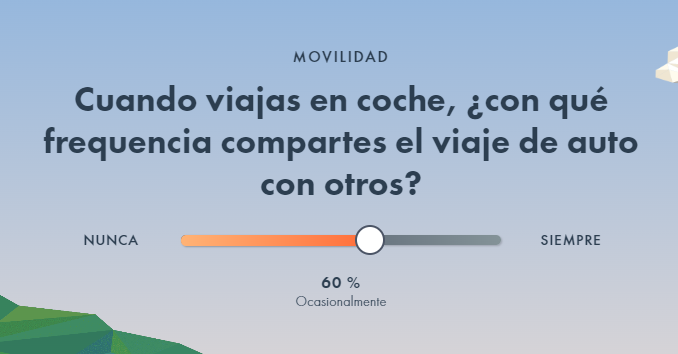 MOVILIDAD
Cuando viajas en coche, ¿con qué
frequencia compartes el viaje de auto
con otros?
NUNCA
SIEMPRE
60 %
Ocasionalmente